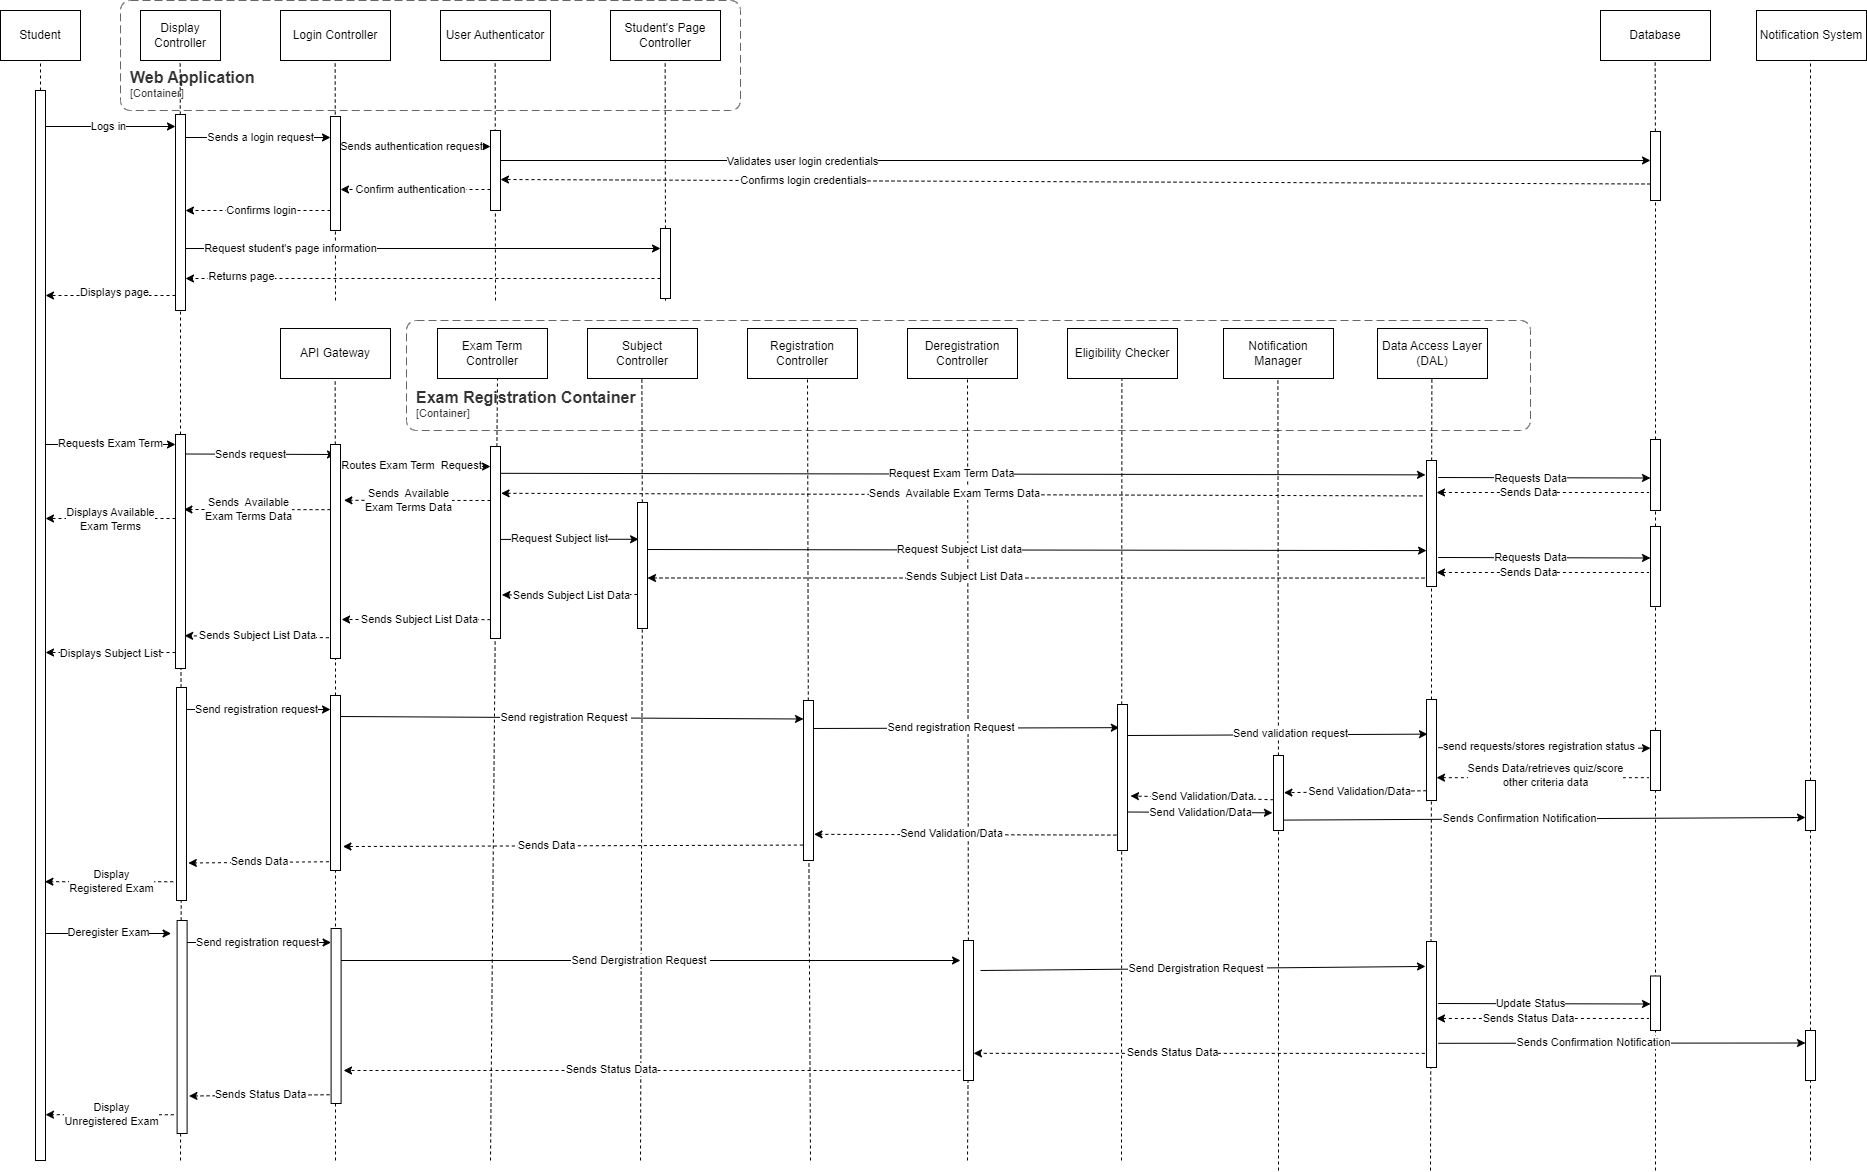 Student
Display
Controller
Login Controller
User Authenticator
Student's Page
Controller
Database
Notification System
Web Application
[Container]
Logs in
Sends a login request
Sends authentication request
Validates user login credentials
Confirms login credentials
Confirm authentication
Confirms login
Request student's page information
Returns page
Displays page
API Gateway
Exam Term
Controller
Subject
Controller
Registration
Controller
Deregistration
Controller
Eligibility Checker
Notification
Manager
Data Access Layer
(DAL)
Exam Registration Container
[Container]
Requests Exam Term
Sends request
Routes Exam Term  Request
Request Exam Term Data
Requests Data
Sends  Available Exam Terms Data
Sends Data
Sends  Available
Exam Terms Data
Sends  Available
Exam Terms Data
Displays Available
Exam Terms
Request Subject list
Request Subject List data
Requests Data
Sends Data
Sends Subject List Data
Sends Subject List Data
Sends Subject List Data
Sends Subject List Data
Displays Subject List
Send registration request
Send registration Request
Send registration Request
Send validation request
send requests/stores registration status
Sends Data/retrieves quiz/score
other criteria data
Send Validation/Data
Send Validation/Data
Send Validation/Data
Sends Confirmation Notification
Send Validation/Data
Sends Data
Sends Data
Display
Registered Exam
Deregister Exam
Send registration request
Send Dergistration Request
Send Dergistration Request
Update Status
Sends Status Data
Sends Confirmation Notification
Sends Status Data
Sends Status Data
Sends Status Data
Display
Unregistered Exam